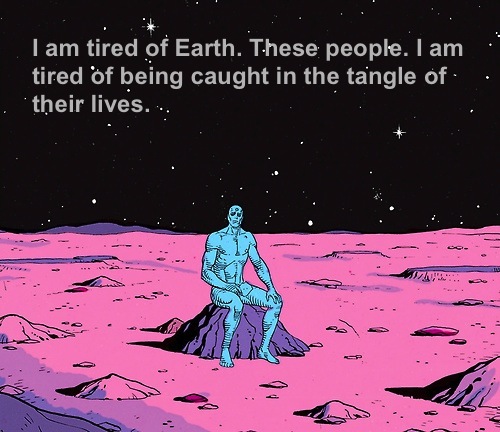 I am tired of Earth. These people. I am
tired of being caught in the tangle of
their lives.